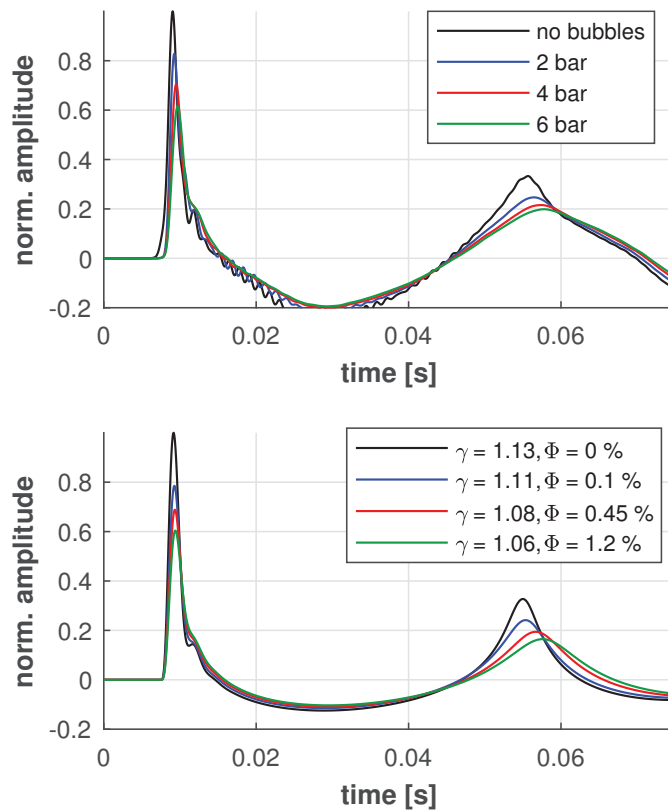 no bubbles
2 bar
4 bar
6 bar
0.8
0.6
0.4
0.2
0
-0.2
norm. amplitude
0
0.02
0.04
0.06
time [s]
γ = 1.13,Φ = 0 %
γ = 1.11,Φ = 0.1 %
γ = 1.08,Φ = 0.45 %
γ = 1.06,Φ = 1.2 %
0.8
0.6
0.4
0.2
0
-0.2
norm. amplitude
0
0.02
0.04
0.06
time [s]